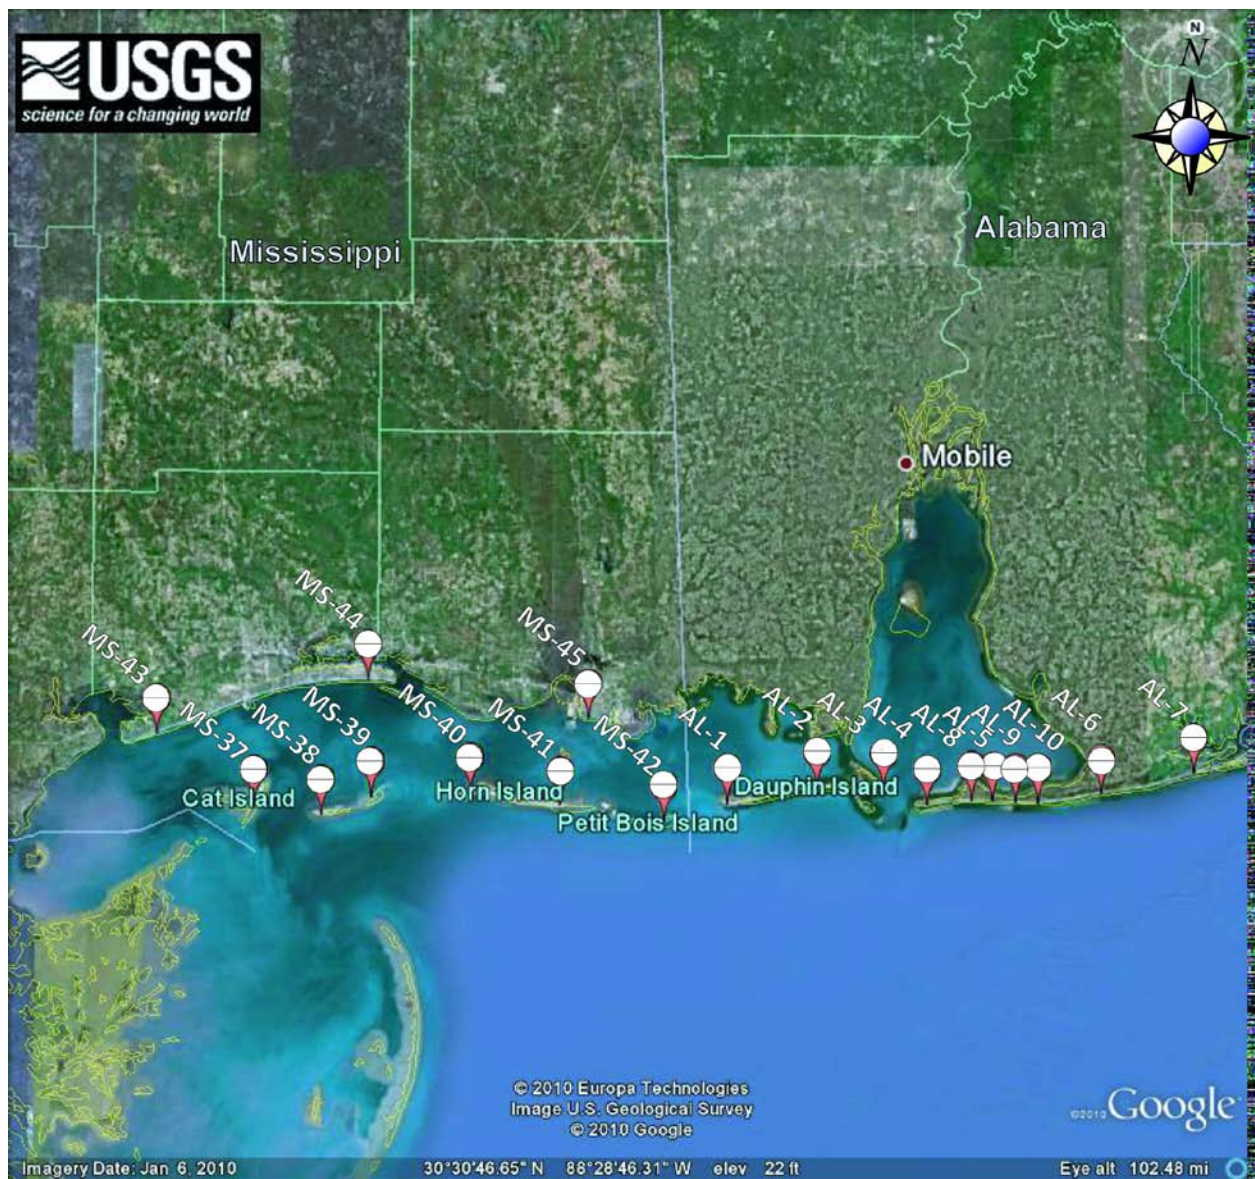 USGS
science for a changing world
N
N
Mississippi
Alabama
Mobile
MS-43
MS-44
MS-45
MS-37
MS-38
MS-39
MS-40
MS-41
MS-42
AL-1
AL-2
AL-3
AL-4
AL-8
AL-5
AL-9
AL-10
AL-6
AL-7
Cat Island
Horn Island
Petit Bois Island
Dauphin Island
© 2010 Europa Technologies
Image U.S. Geological Survey
© 2010 Google
©2010 Google
Imagery Date: Jan 6, 2010 30°30'46.65" N 88°28'46.31" W elev 22 ft Eye alt 102.48 mi